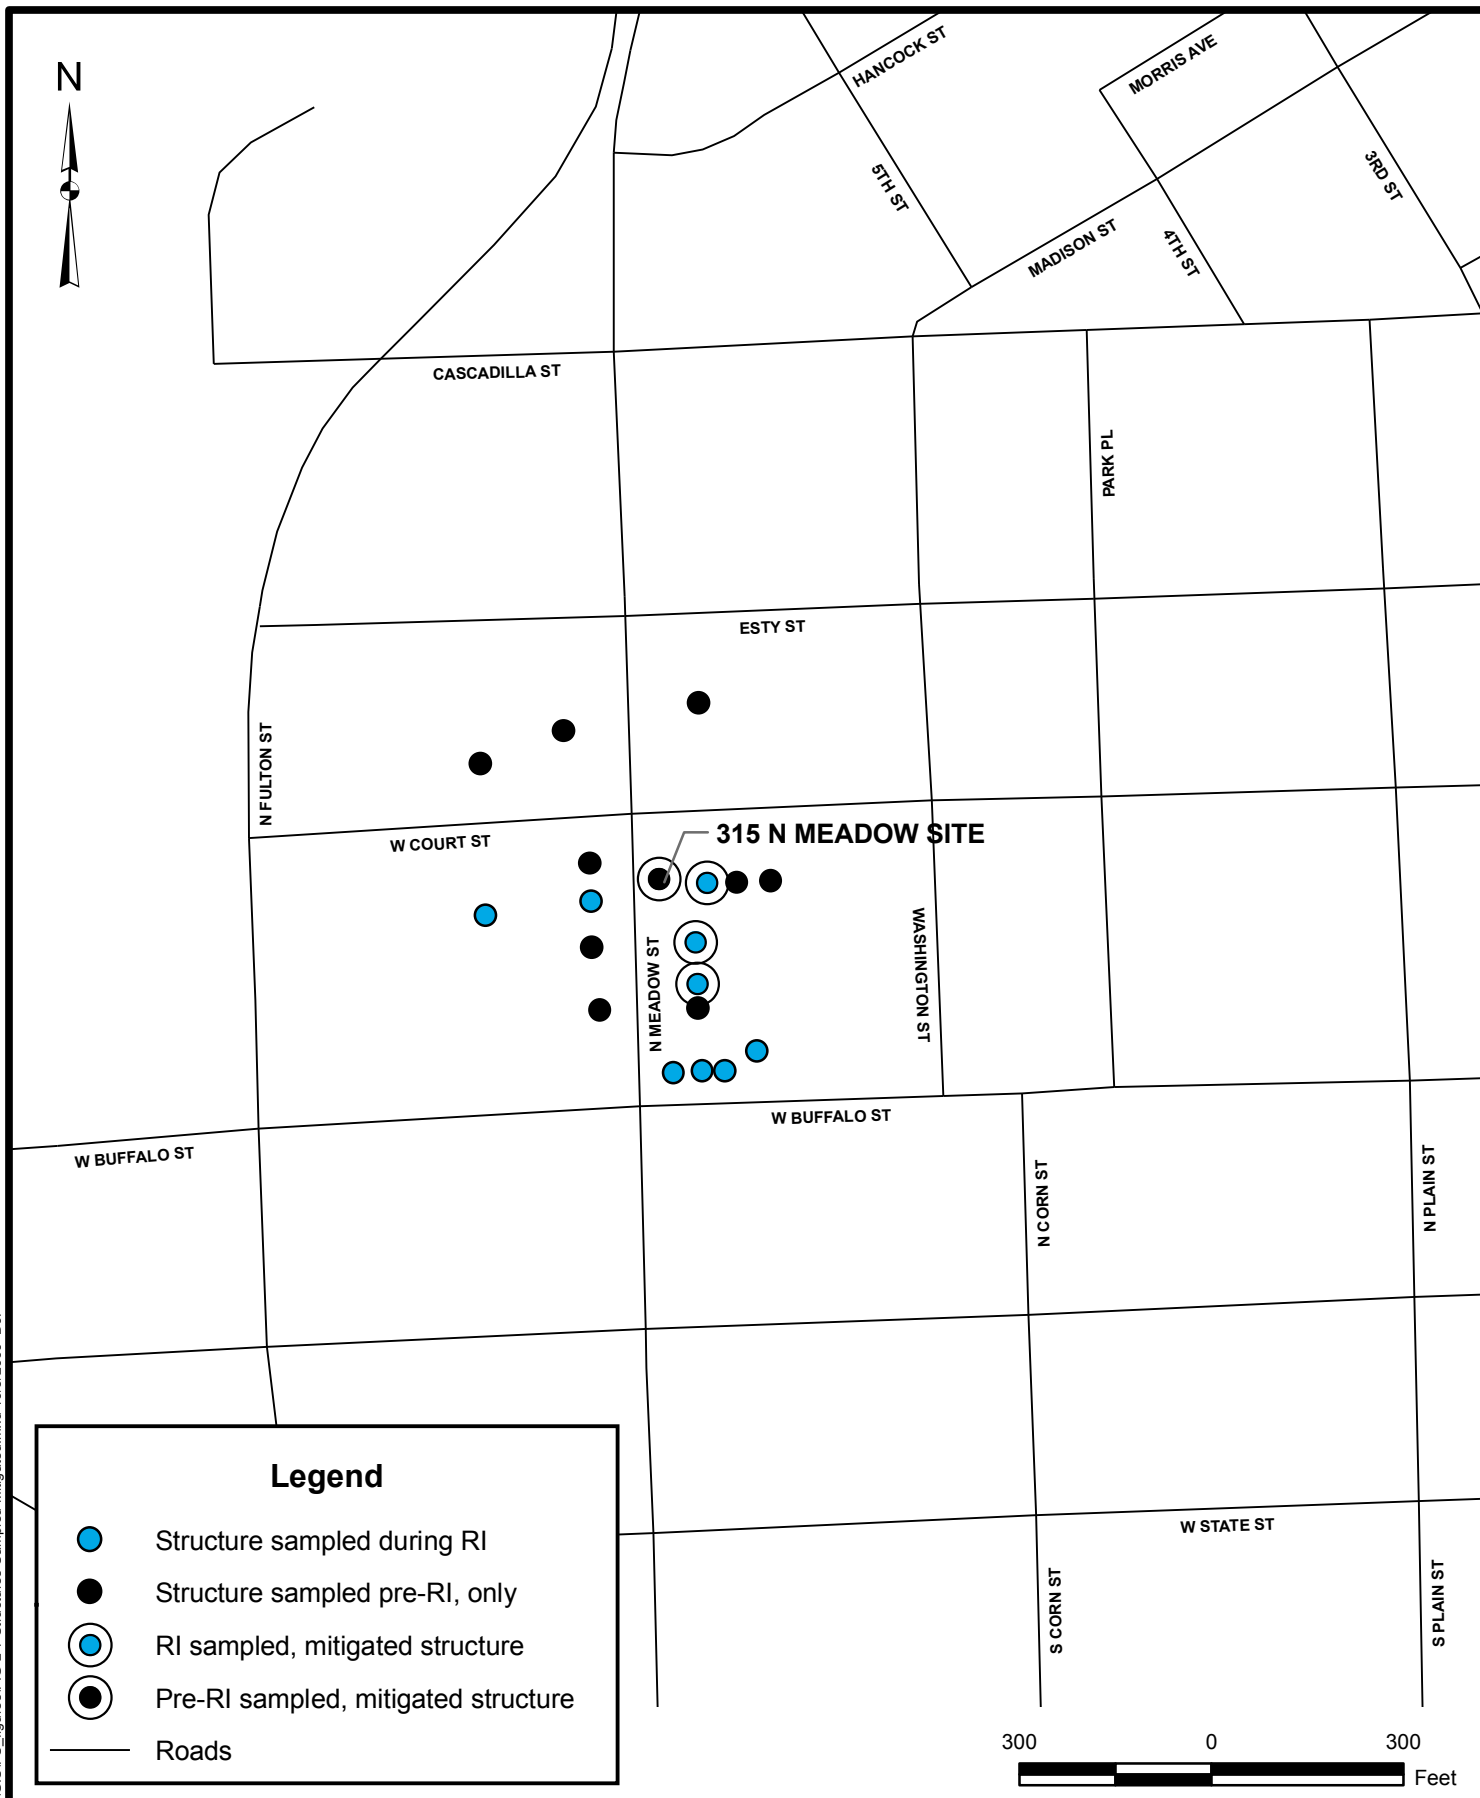 N
HANCOCK ST
MORRIS AVE
5TH ST
3RD ST
MADISON ST
4TH ST
CASCADILLA ST
PARK PL
ESTY ST
N FULTON ST
W COURT ST
315 N MEADOW SITE
N MEADOW ST
WASHINGTON ST
W BUFFALO ST
W BUFFALO ST
N CORN ST
N PLAIN ST
W STATE ST
S CORN ST
S PLAIN ST
Legend
Structure sampled during RI
Structure sampled pre-RI, only
RI sampled, mitigated structure
Pre-RI sampled, mitigated structure
Roads
300 0 300
Feet